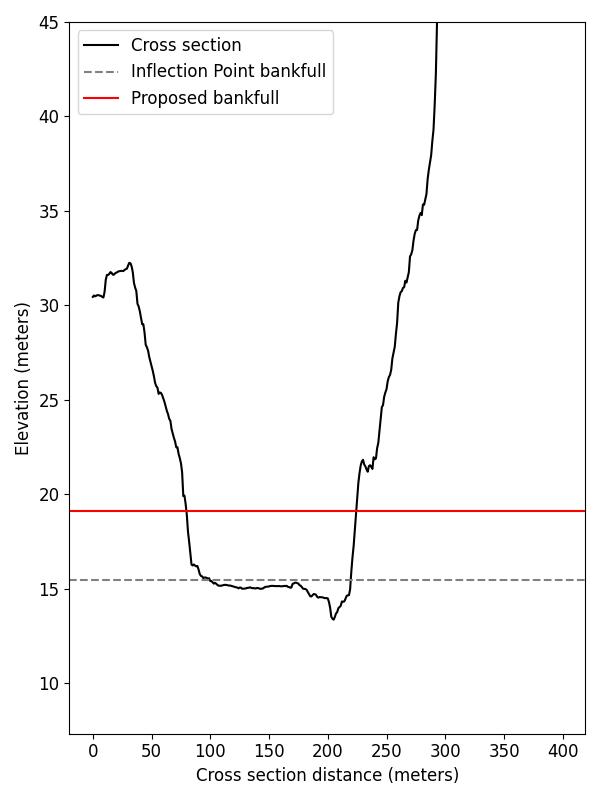 Cross section
Inflection Point bankfull
Proposed bankfull
45
40
35
30
25
20
15
10
Elevation (meters)
0 50 100 150 200 250 300 350 400
Cross section distance (meters)